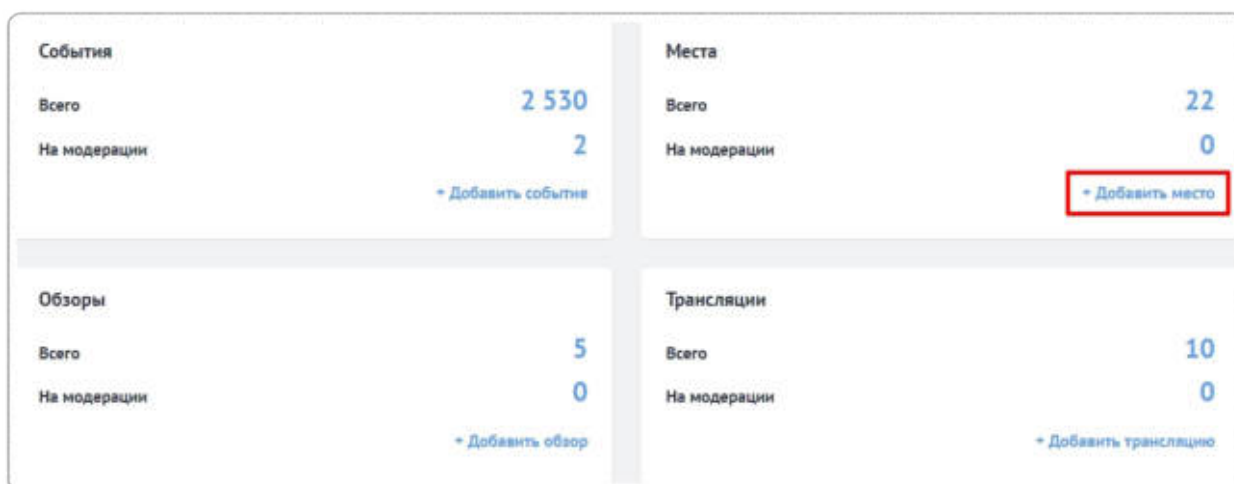 События
Всего 2 530
На модерации 2
+ Добавить событие
Места
Всего 22
На модерации 0
+ Добавить место
Обзоры
Всего 5
На модерации 0
+ Добавить обзор
Трансляции
Всего 10
На модерации 0
+ Добавить трансляцию